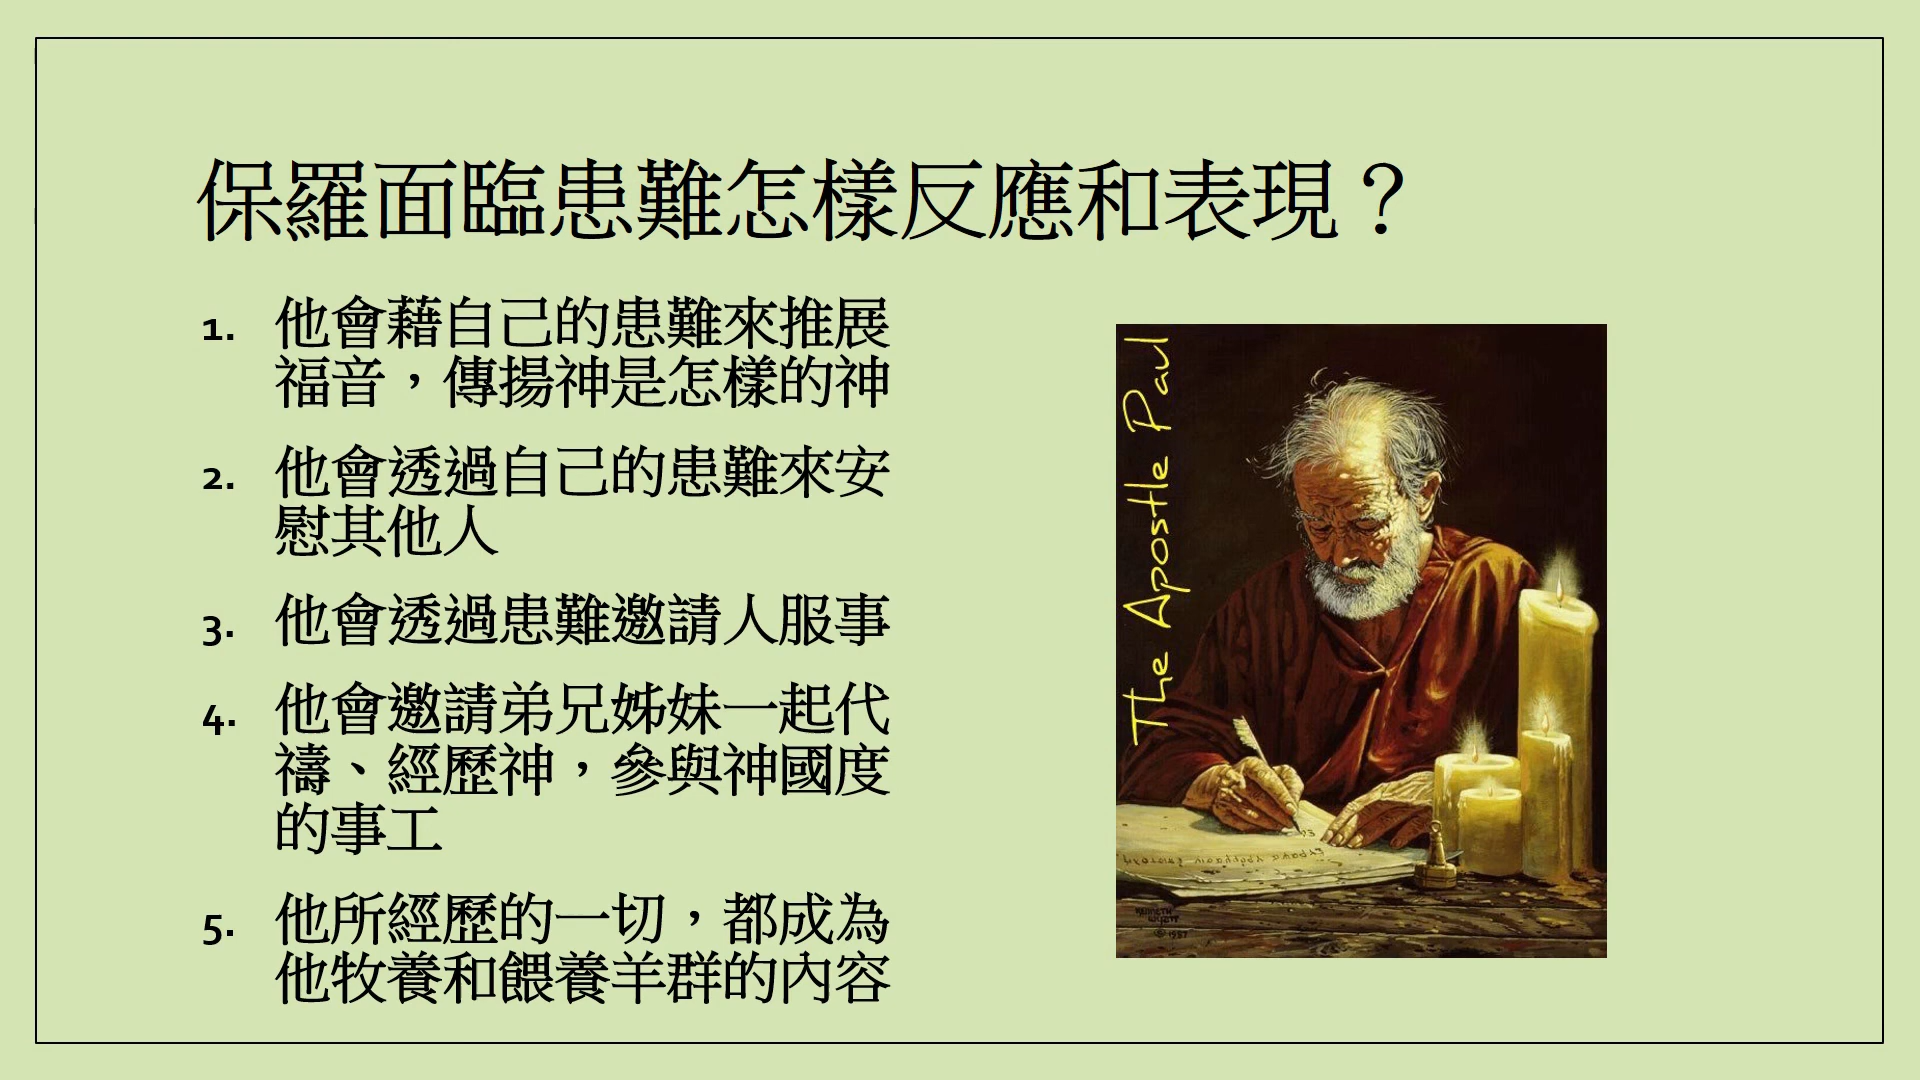 保羅面臨患難怎樣反應和表現？
1. 他會藉自己的患難來推展
福音，傳揚神是怎樣的神
2. 他會透過自己的患難來安
慰其他人
3. 他會透過患難邀請人服事
4. 他會邀請弟兄姊妹一起代
禱、經歷神，參與神國度
的事工
5. 他所經歷的一切，都成為
他牧養和餵養羊群的內容
The Apostle Paul
KENNETH
WYATT
© 1987